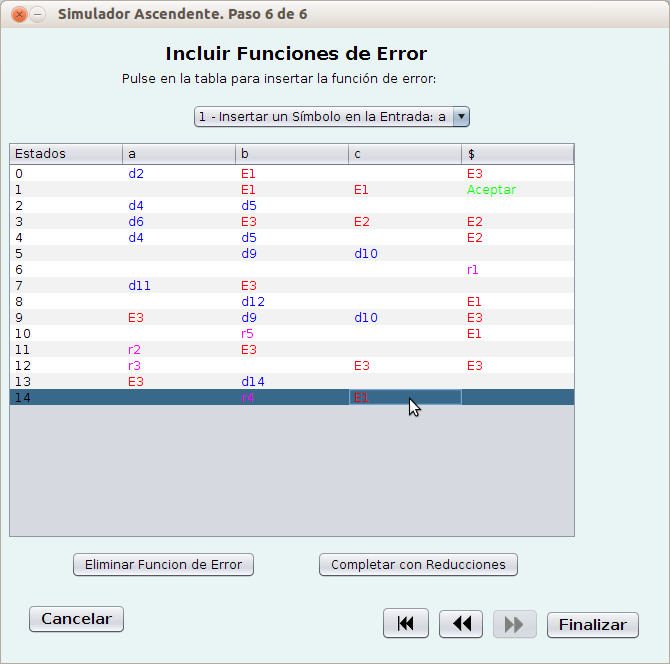 Simulador Ascendente. Paso 6 de 6
Incluir Funciones de Error
Pulse en la tabla para insertar la función de error:
1 - Insertar un Símbolo en la Entrada: a
Estados a b c $
0 d2 E1 E3
1 E1 E1 Aceptar
2 d4 d5
3 d6 E3 E2 E2
4 d4 d5 E2
5 d9 d10
6 r1
7 d11 E3
8 d12 E1
9 E3 d9 d10 E3
10 r5 E1
11 r2 E3
12 r3 E3 E3
13 E3 d14
14 r4 E1
Eliminar Funcion de Error Completar con Reducciones
Cancelar Finalizar